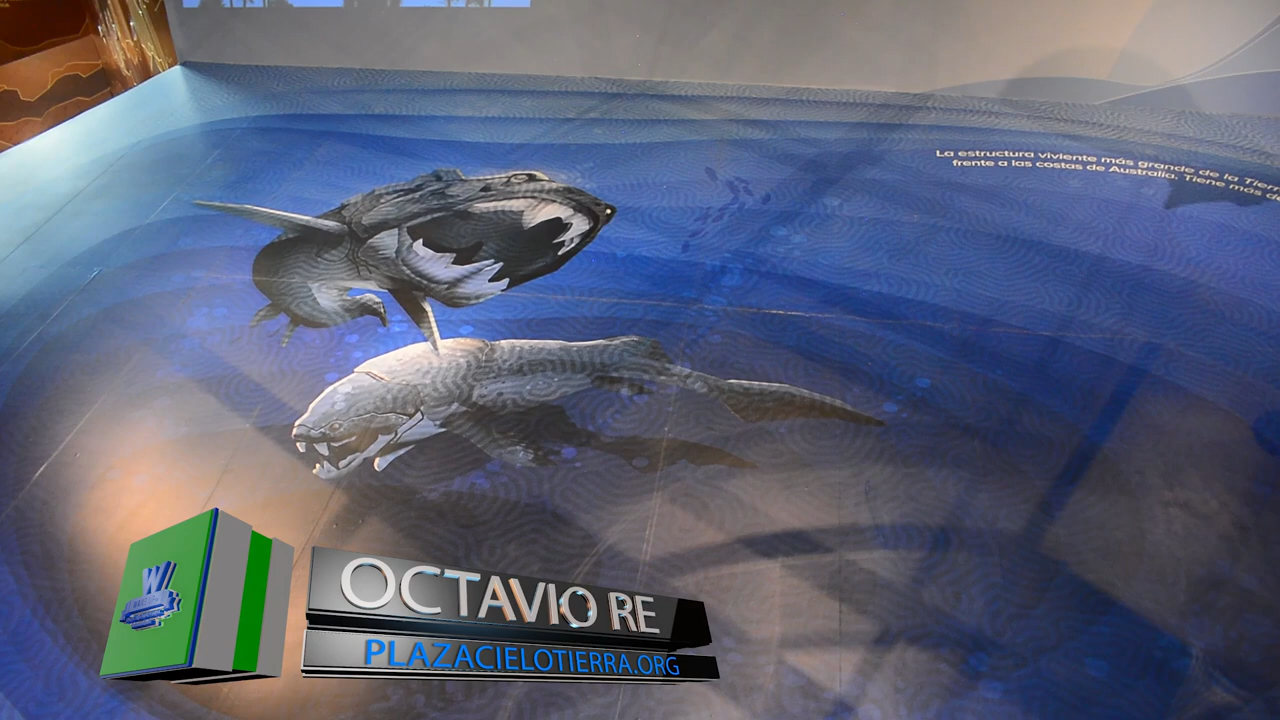 La estructura viviente más grande de la
frente a las costas de Australia. Tiene más
W
OCTAVIO RE
PLAZACIELOTIERRA.ORG